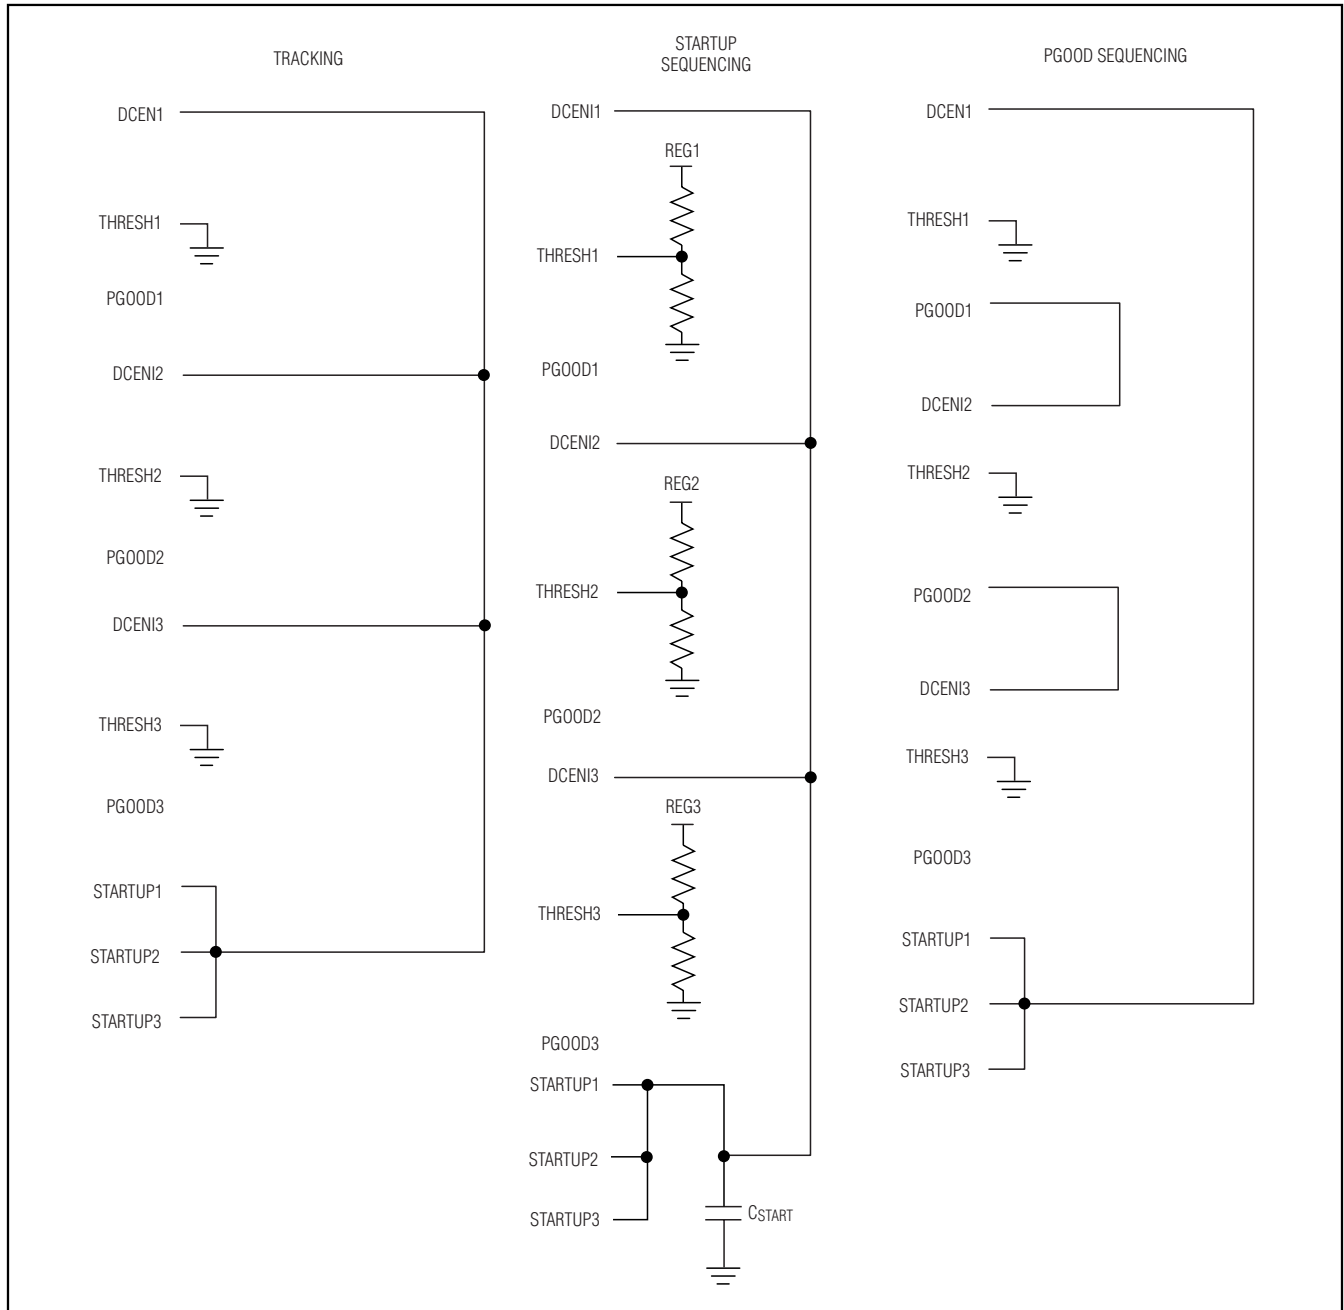 TRACKING
DCEN1
THRESH1
PGOOD1
DCENI2
THRESH2
PGOOD2
DCENI3
THRESH3
PGOOD3
STARTUP1
STARTUP2
STARTUP3
STARTUP
SEQUENCING
DCENI1
REG1
THRESH1
PGOOD1
DCENI2
REG2
THRESH2
PGOOD2
DCENI3
REG3
THRESH3
PGOOD3
STARTUP1
STARTUP2
STARTUP3
CSTART
PGOOD SEQUENCING
DCEN1
THRESH1
PGOOD1
DCENI2
THRESH2
PGOOD2
DCENI3
THRESH3
PGOOD3
STARTUP1
STARTUP2
STARTUP3